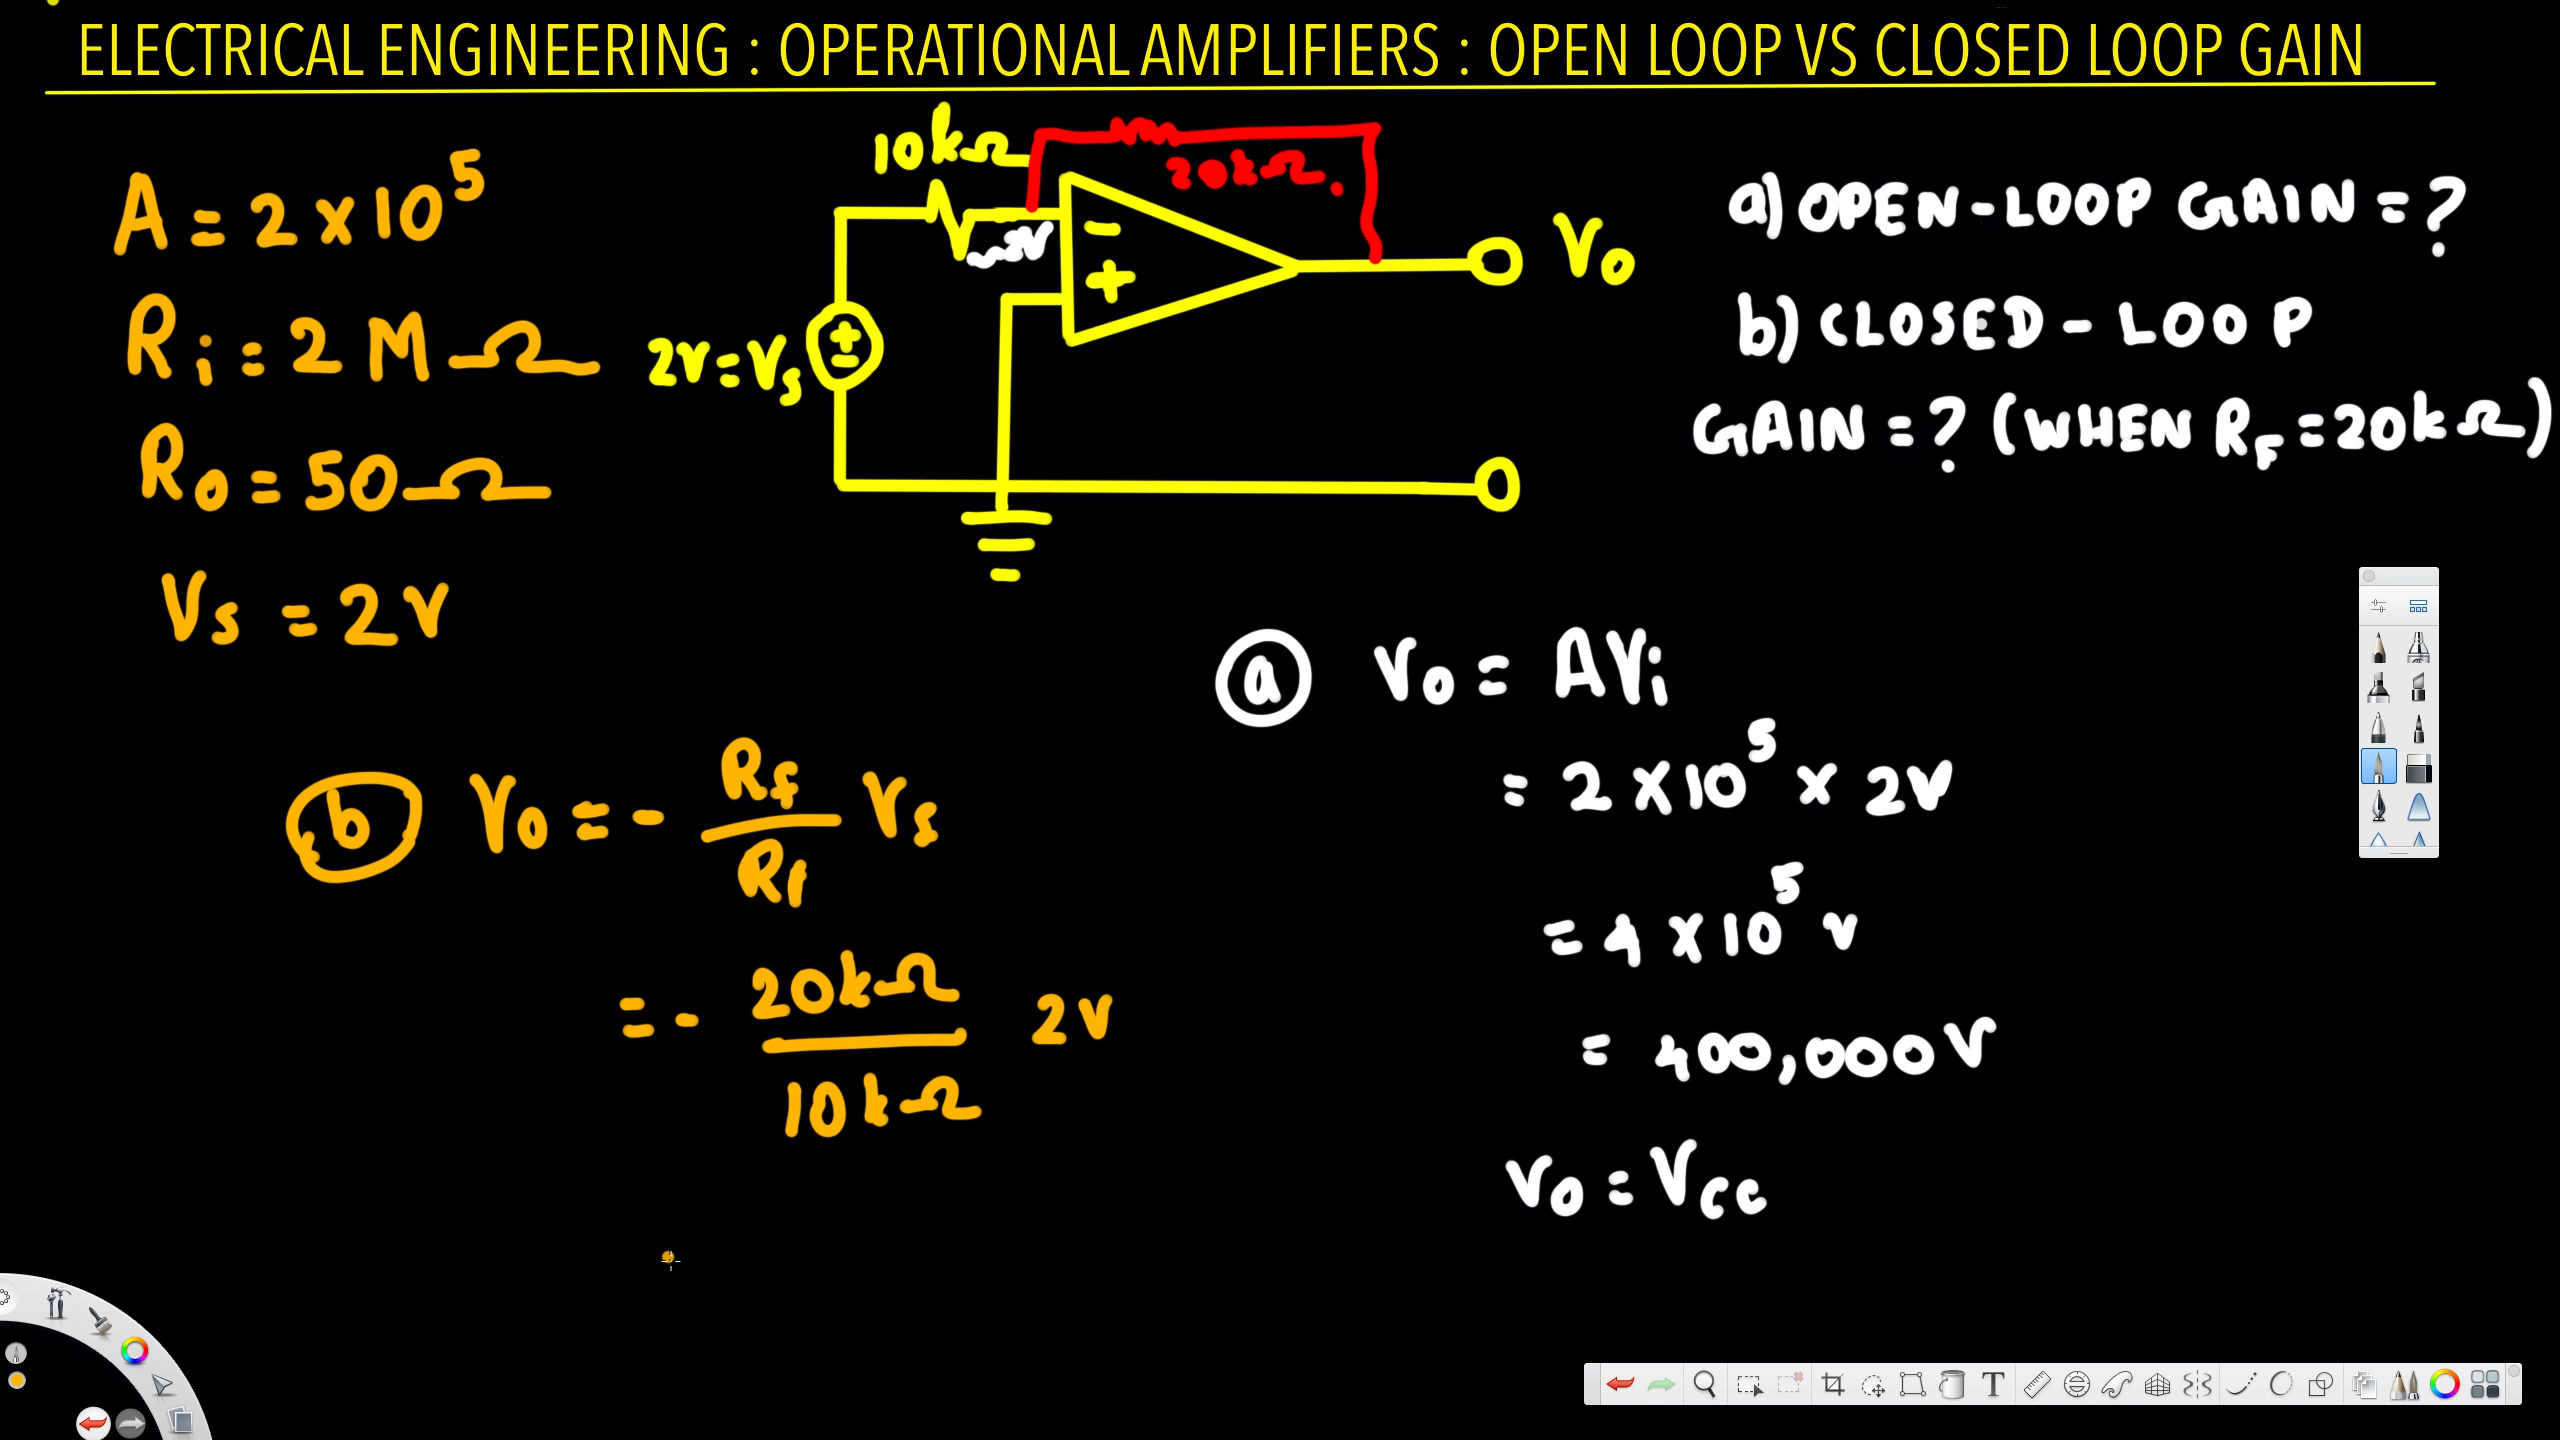 ELECTRICAL ENGINEERING : OPERATIONAL AMPLIFIERS : OPEN LOOP VS CLOSED LOOP GAIN
A = 2 x 10^5
Ri = 2 MΩ
Ro = 50Ω
Vs = 2V
10kΩ
20kΩ.
2V
-
+
2V = Vs
±
Vo
a) OPEN-LOOP GAIN = ?
b) CLOSED-LOOP
GAIN = ? (WHEN RF = 20kΩ)
a Vo = AVi
= 2 x 10^5 x 2V
= 4 x 10^5 V
= 400,000V
Vo = Vcc
b Vo = - Rf/R1 Vs
= - 20kΩ/10kΩ 2V
T